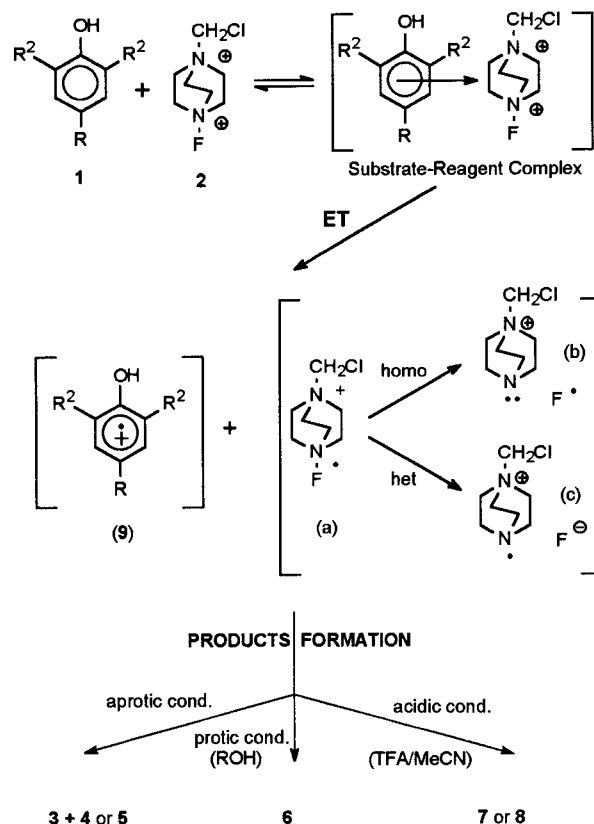 OH
R² R²
R
1
+
CH₂Cl
N ⊕
N ⊕
F
2
OH
R² R²
R
CH₂Cl
N ⊕
N ⊕
F
Substrate-Reagent Complex
ET
OH
R² R²
•
+
R
(9)
+
CH₂Cl
N +
N
F •
(a)
homo
het
CH₂Cl
N ⊕
N
••
F •
(b)
CH₂Cl
N ⊕
N
•
F ⊖
(c)
PRODUCTS FORMATION
aprotic cond.
protic cond.
(ROH)
acidic cond.
(TFA/MeCN)
3 + 4 or 5 6 7 or 8